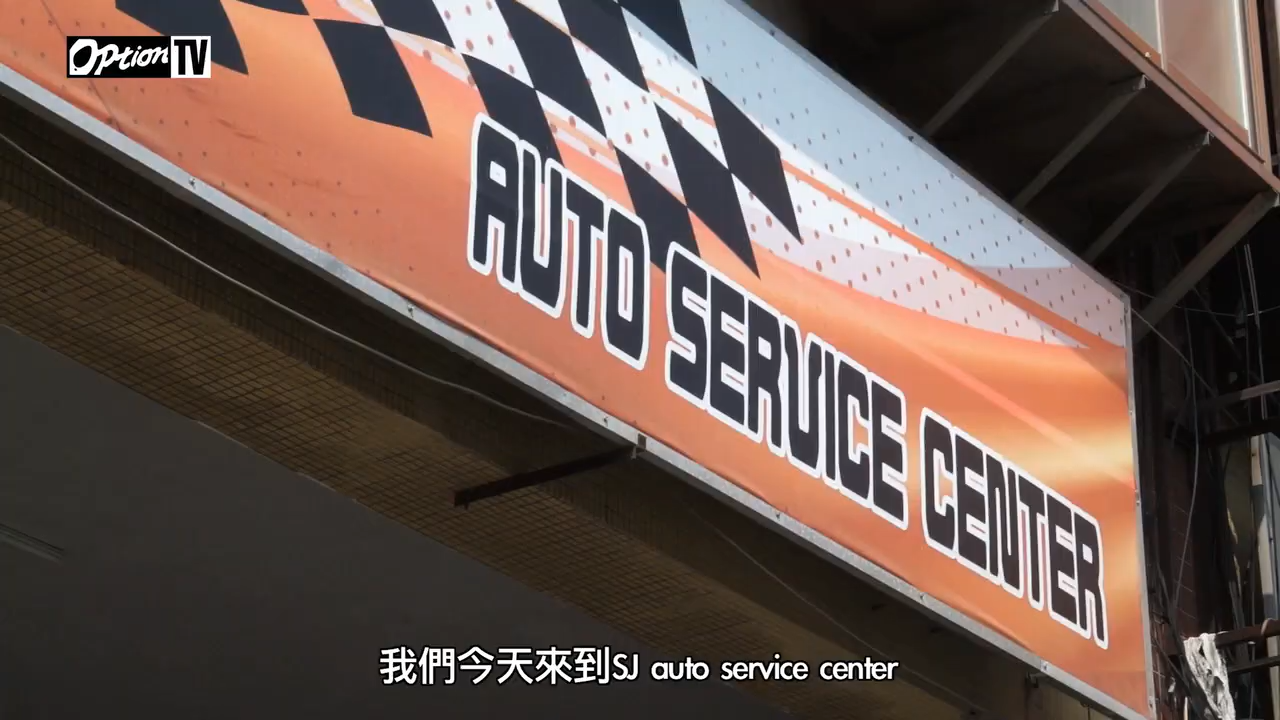 Option TV
AUTO SERVICE CENTER
我們今天來到SJ auto service center